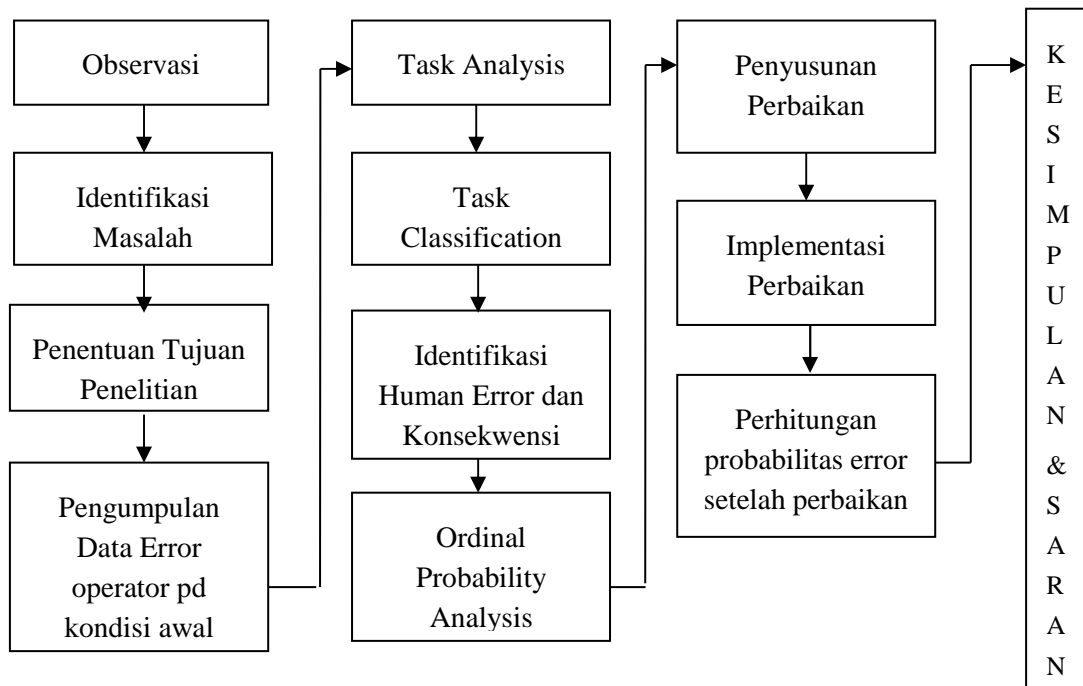 Observasi
Identifikasi
Masalah
Penentuan Tujuan
Penelitian
Pengumpulan
Data Error
operator pd
kondisi awal
Task Analysis
Task
Classification
Identifikasi
Human Error dan
Konsekwensi
Ordinal
Probability
Analysis
Penyusunan
Perbaikan
Implementasi
Perbaikan
Perhitungan
probabilitas error
setelah perbaikan
K
E
S
I
M
P
U
L
A
N
&
S
A
R
A
N